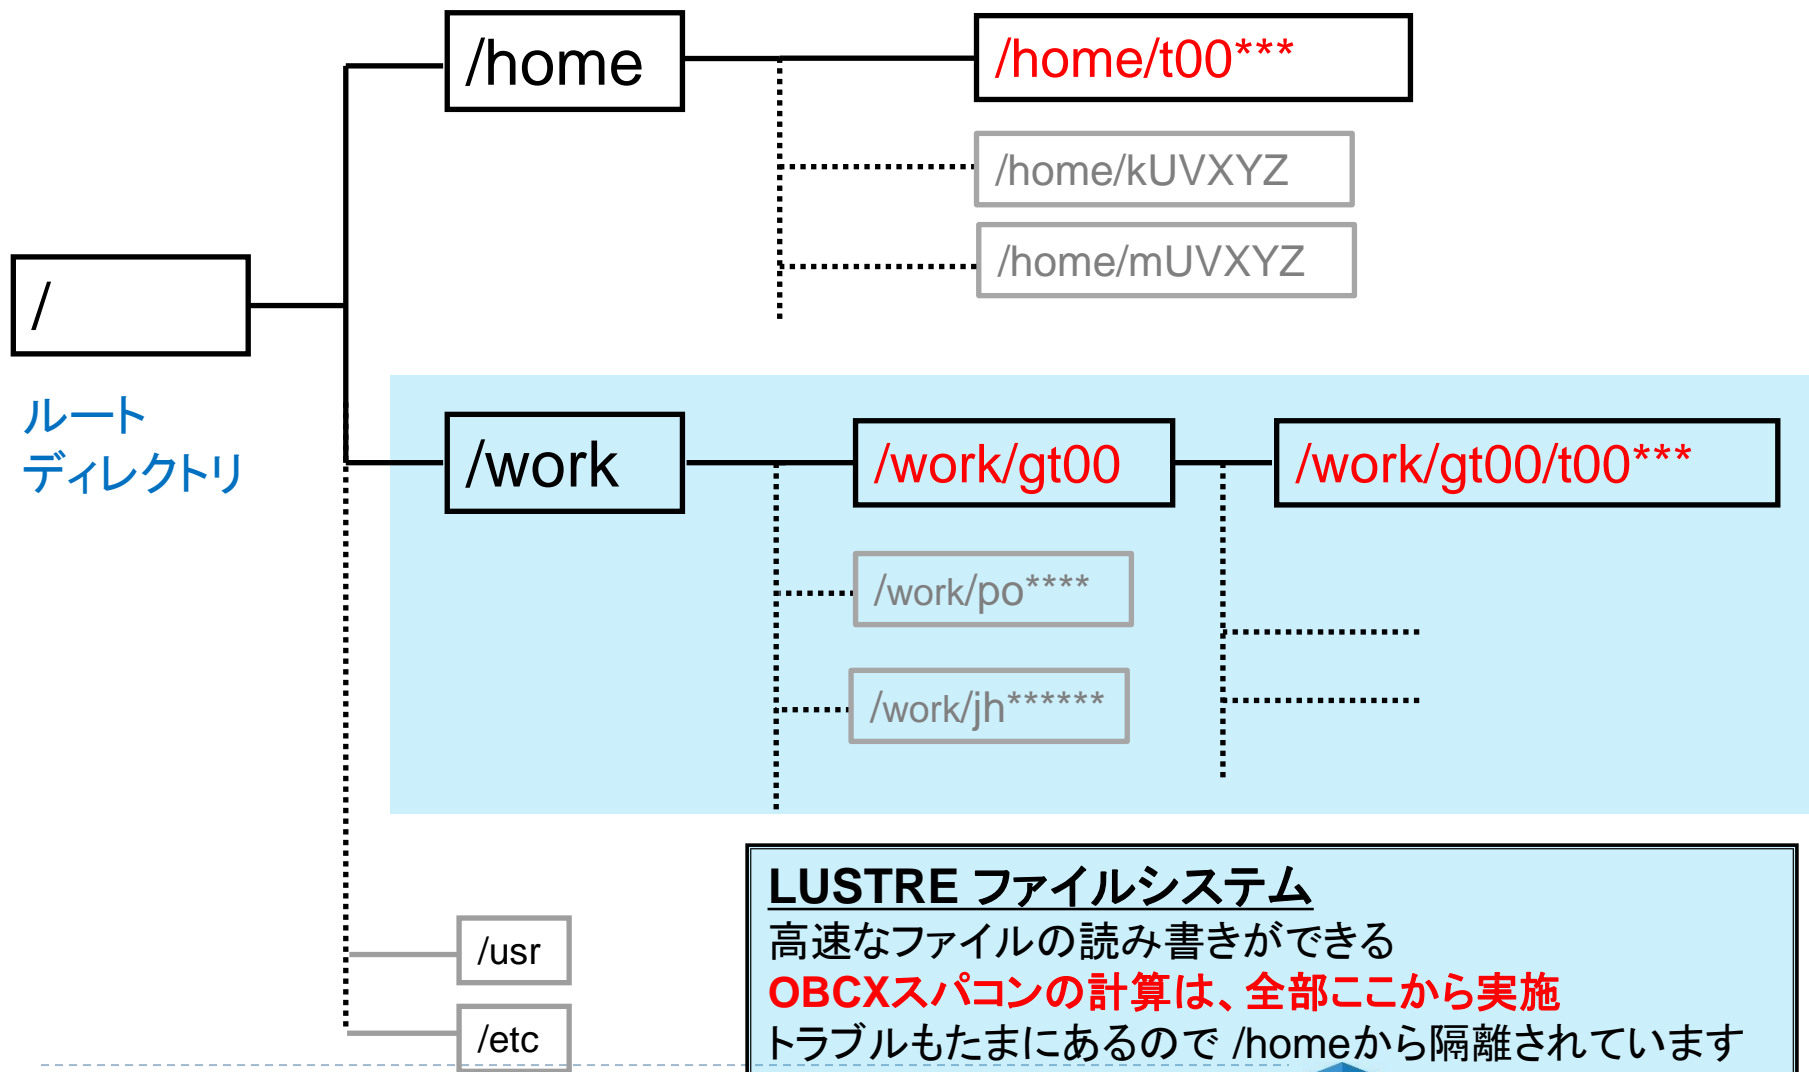 /home
/home/t00***
/home/kUVXYZ
/home/mUVXYZ
/
ルート
ディレクトリ
/work
/work/gt00
/work/gt00/t00***
/work/po****
/work/jh******
/usr
/etc
LUSTRE ファイルシステム
高速なファイルの読み書きができる
OBCXスパコンの計算は、全部ここから実施
トラブルもたまにあるので /homeから隔離されています